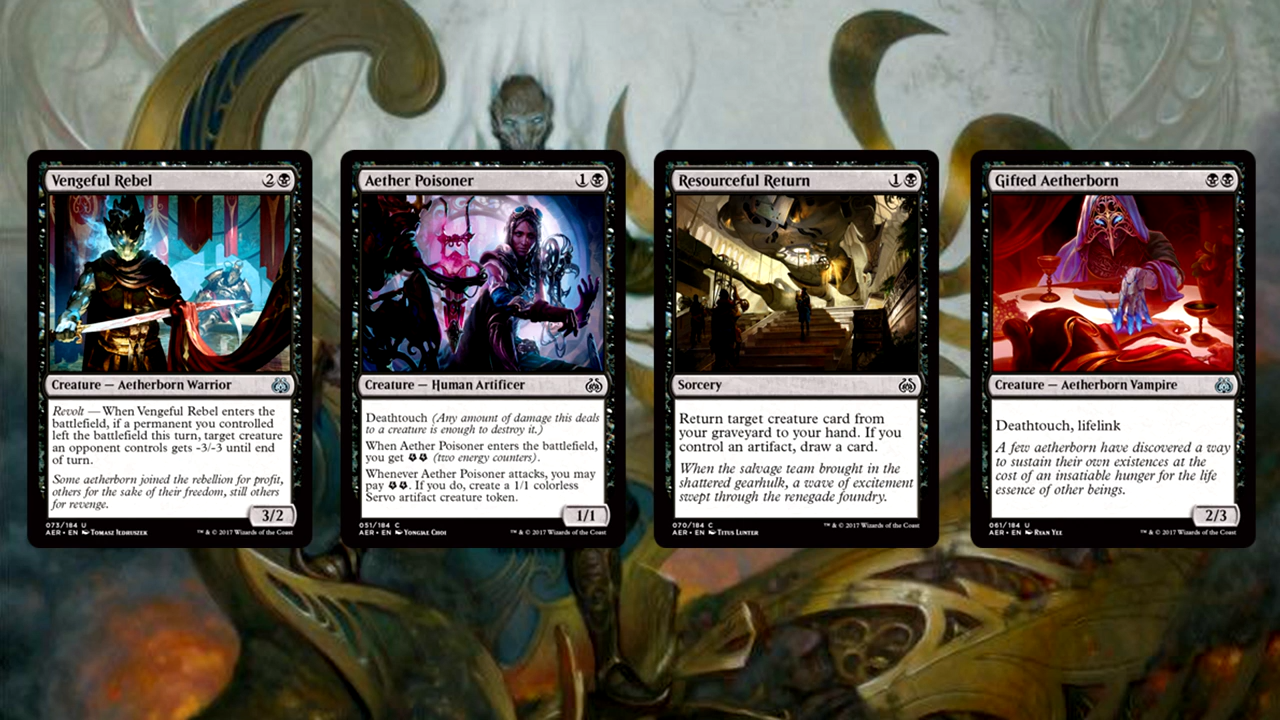 Vengeful Rebel 2
Creature — Aetherborn Warrior
Revolt — When Vengeful Rebel enters the
battlefield, if a permanent you controlled
left the battlefield this turn, target creature
an opponent controls gets -3/-3 until end
of turn.
Some aetherborn joined the rebellion for profit,
others for the sake of their freedom, still others
for revenge.
3/2
073/184 U
AER • EN Tomasz Jedruszek
™ & © 2017 Wizards of the Coast
Aether Poisoner 1
Creature — Human Artificer
Deathtouch (Any amount of damage this deals
to a creature is enough to destroy it.)
When Aether Poisoner enters the battlefield,
you get (two energy counters).
Whenever Aether Poisoner attacks, you may
pay . If you do, create a 1/1 colorless
Servo artifact creature token.
1/1
051/184 C
AER • EN Yongjae Choi
™ & © 2017 Wizards of the Coast
Resourceful Return 1
Sorcery
Return target creature card from
your graveyard to your hand. If you
control an artifact, draw a card.
When the salvage team brought in the
shattered gearhulk, a wave of excitement
swept through the renegade foundry.
070/184 C
AER • EN Titus Lunter
™ & © 2017 Wizards of the Coast
Gifted Aetherborn
Creature — Aetherborn Vampire
Deathtouch, lifelink
A few aetherborn have discovered a way
to sustain their own existences at the
cost of an insatiable hunger for the life
essence of other beings.
2/3
061/184 U
AER • EN Ryan Yee
™ & © 2017 Wizards of the Coast